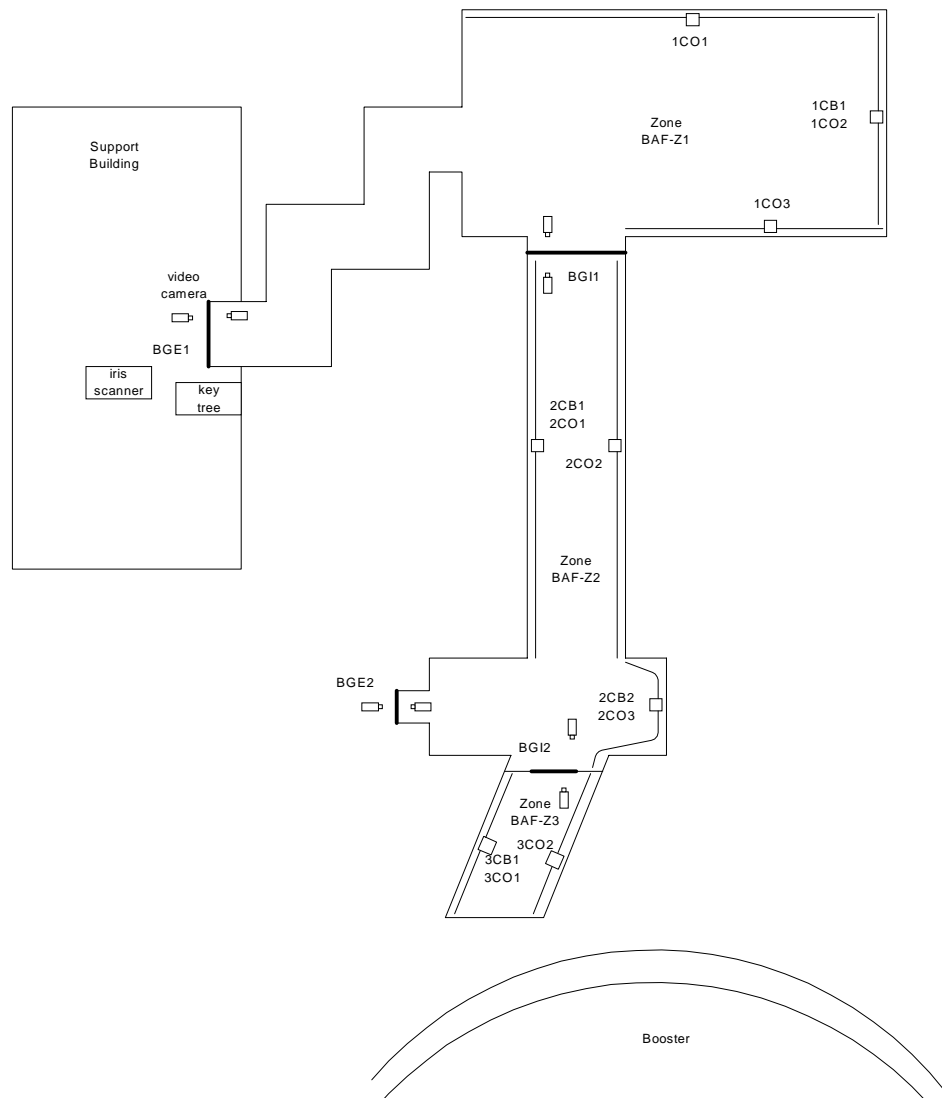 1CO1
1CB1
1CO2
Zone
BAF-Z1
Support
Building
1CO3
video
camera
BGI1
BGE1
iris
scanner
key
tree
2CB1
2CO1
2CO2
Zone
BAF-Z2
BGE2
2CB2
2CO3
BGI2
Zone
BAF-Z3
3CO2
3CB1
3CO1
Booster